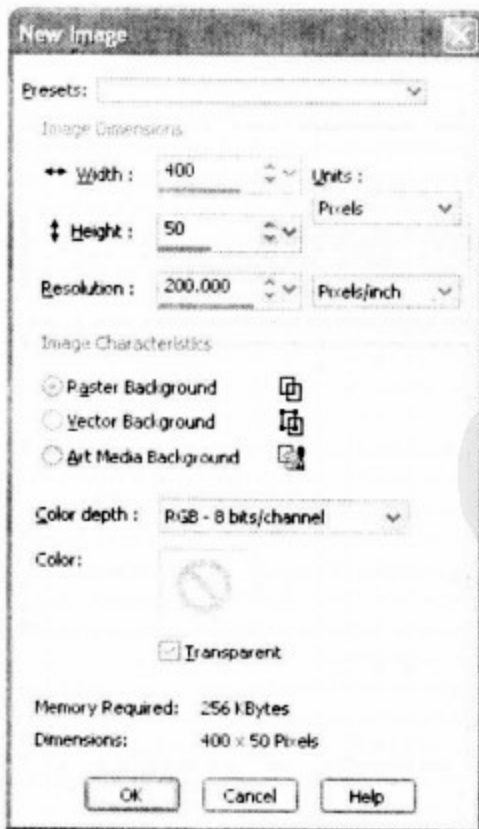 New Image
Presets:
Image Dimensions
Width : 400 Units :
Pixels
Height : 50
Resolution : 200.000 Pixels/inch
Image Characteristics
Raster Background
Vector Background
Art Media Background
Color depth : RGB - 8 bits/channel
Color:
Transparent
Memory Required: 256 KBytes
Dimensions: 400 x 50 Pixels
OK Cancel Help